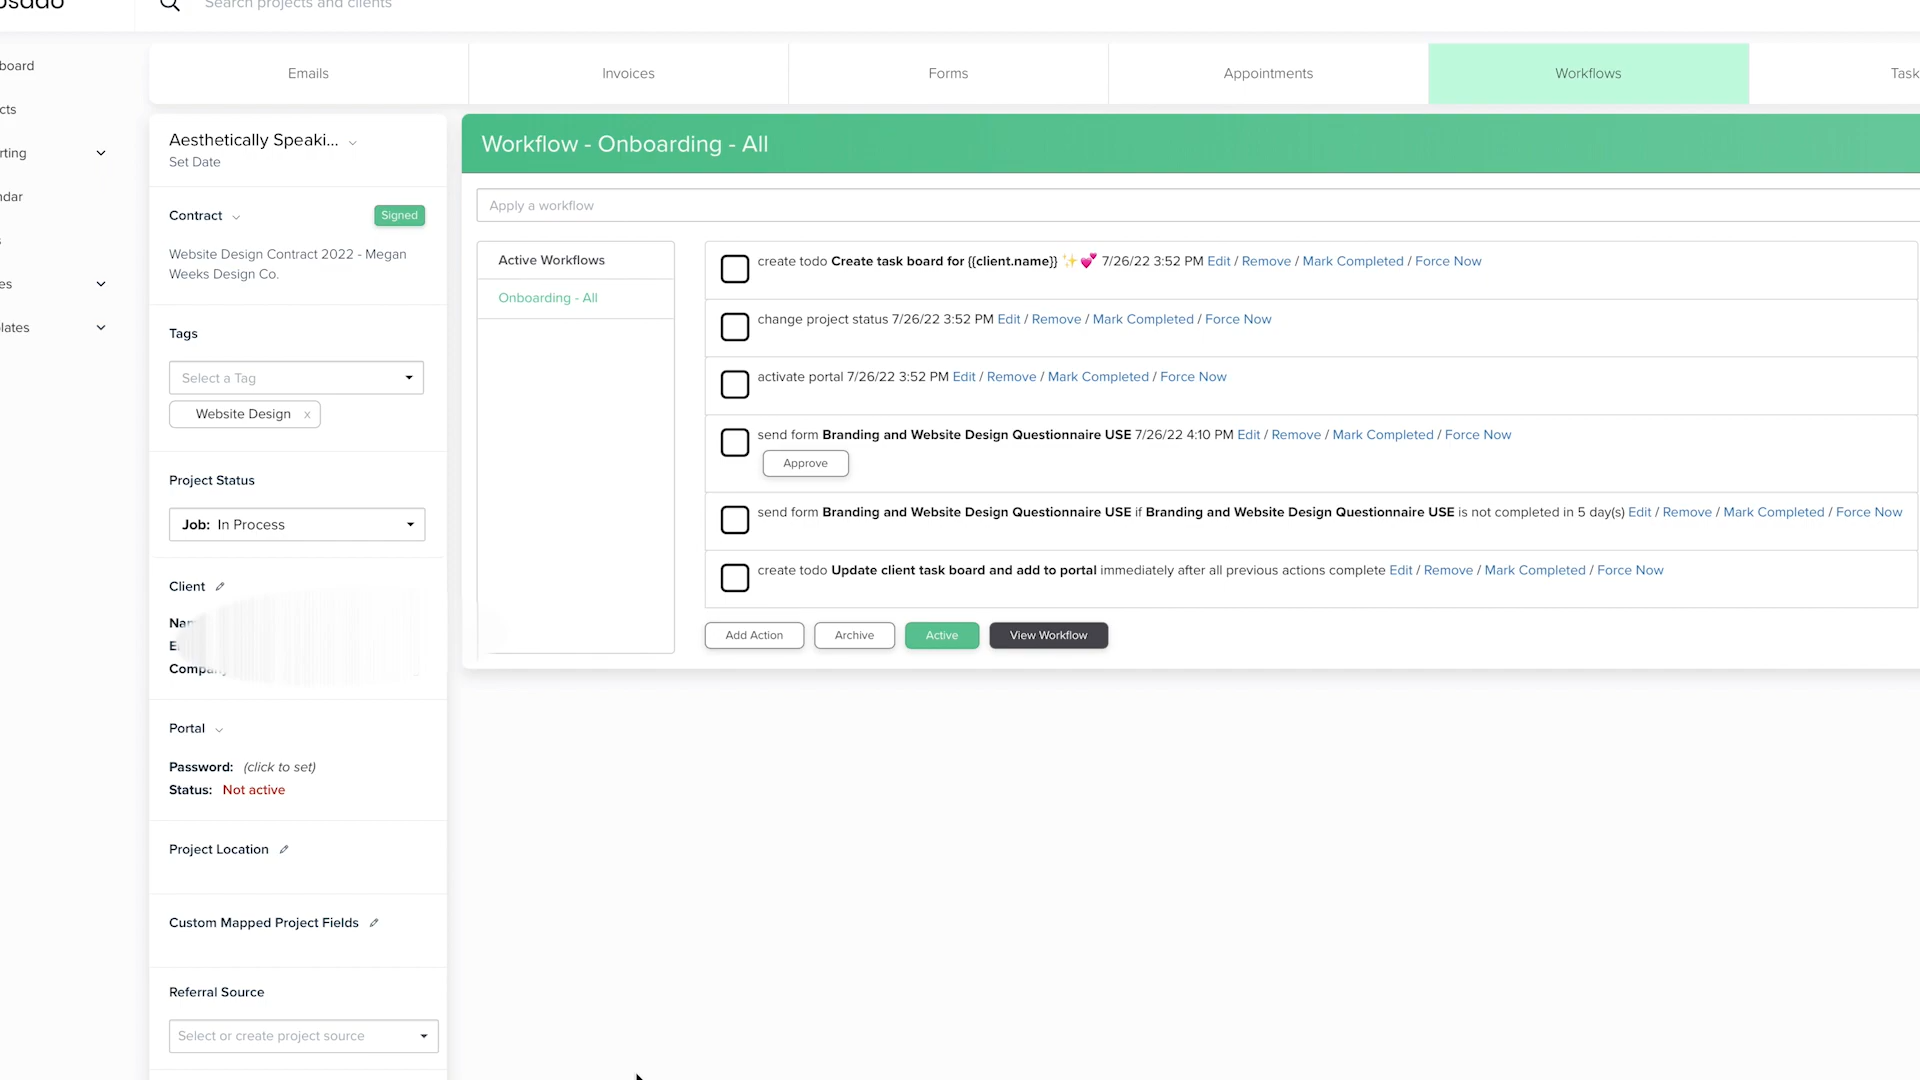 Search projects and clients
Emails
Invoices
Forms
Appointments
Workflows
Task
board
cts
rting
ndar
s
es
lates
Aesthetically Speaki...
Set Date
Contract
Signed
Website Design Contract 2022 - Megan
Weeks Design Co.
Tags
Select a Tag
Website Design x
Project Status
Job: In Process
Client
Portal
Password: (click to set)
Status: Not active
Project Location
Custom Mapped Project Fields
Referral Source
Select or create project source
Workflow - Onboarding - All
Apply a workflow
Active Workflows
Onboarding - All
create todo Create task board for {{client.name}} ✨💕 7/26/22 3:52 PM Edit / Remove / Mark Completed / Force Now
change project status 7/26/22 3:52 PM Edit / Remove / Mark Completed / Force Now
activate portal 7/26/22 3:52 PM Edit / Remove / Mark Completed / Force Now
send form Branding and Website Design Questionnaire USE 7/26/22 4:10 PM Edit / Remove / Mark Completed / Force Now
Approve
send form Branding and Website Design Questionnaire USE if Branding and Website Design Questionnaire USE is not completed in 5 day(s) Edit / Remove / Mark Completed / Force Now
create todo Update client task board and add to portal immediately after all previous actions complete Edit / Remove / Mark Completed / Force Now
Add Action
Archive
Active
View Workflow